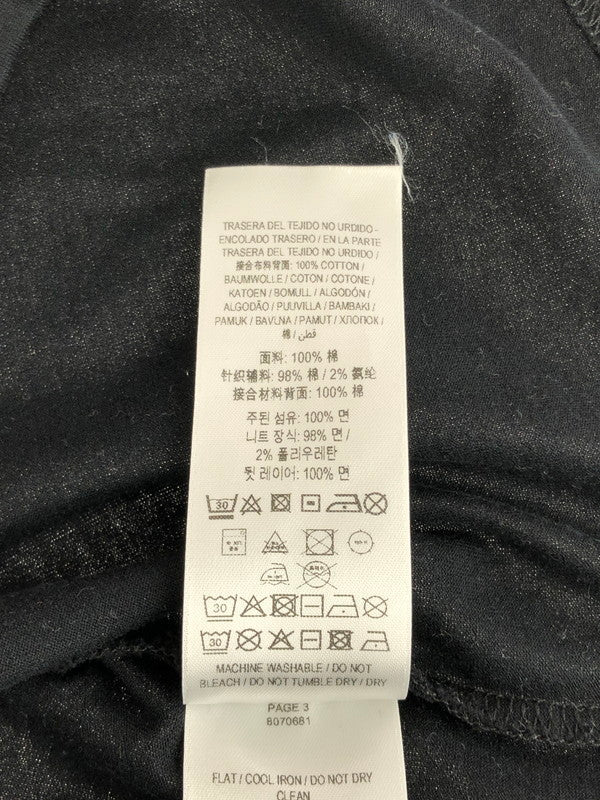 TRASERA DEL TEJIDO NO URDIDO -
ENCOLADO TRASERO / EN LA PARTE
TRASERA DEL TEJIDO NO URDIDO /
接合布料背面: 100% COTTON /
BAUMWOLLE / COTON / COTONE /
KATOEN / BOMULL / ALGODÓN /
ALGODÃO / PUUVILLA / BAMBAKI /
PAMUK / BAVLNA / PAMUT / ХЛОПОК /
棉 / قطن
面料: 100% 棉
针织辅料: 98% 棉 / 2% 氨纶
接合材料背面: 100% 棉
주된 섬유: 100% 면
니트 장식: 98% 면 /
2% 폴리우레탄
뒷 레이어: 100% 면
30
30
30
MACHINE WASHABLE / DO NOT
BLEACH / DO NOT TUMBLE DRY / DRY
PAGE 3
8070681
FLAT / COOL IRON / DO NOT DRY
CLEAN